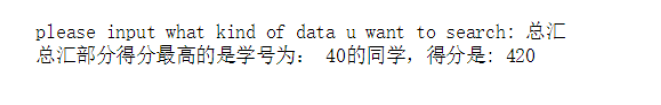 please input what kind of data u want to search: 总汇
总汇部分得分最高的是学号为: 40的同学, 得分是: 420